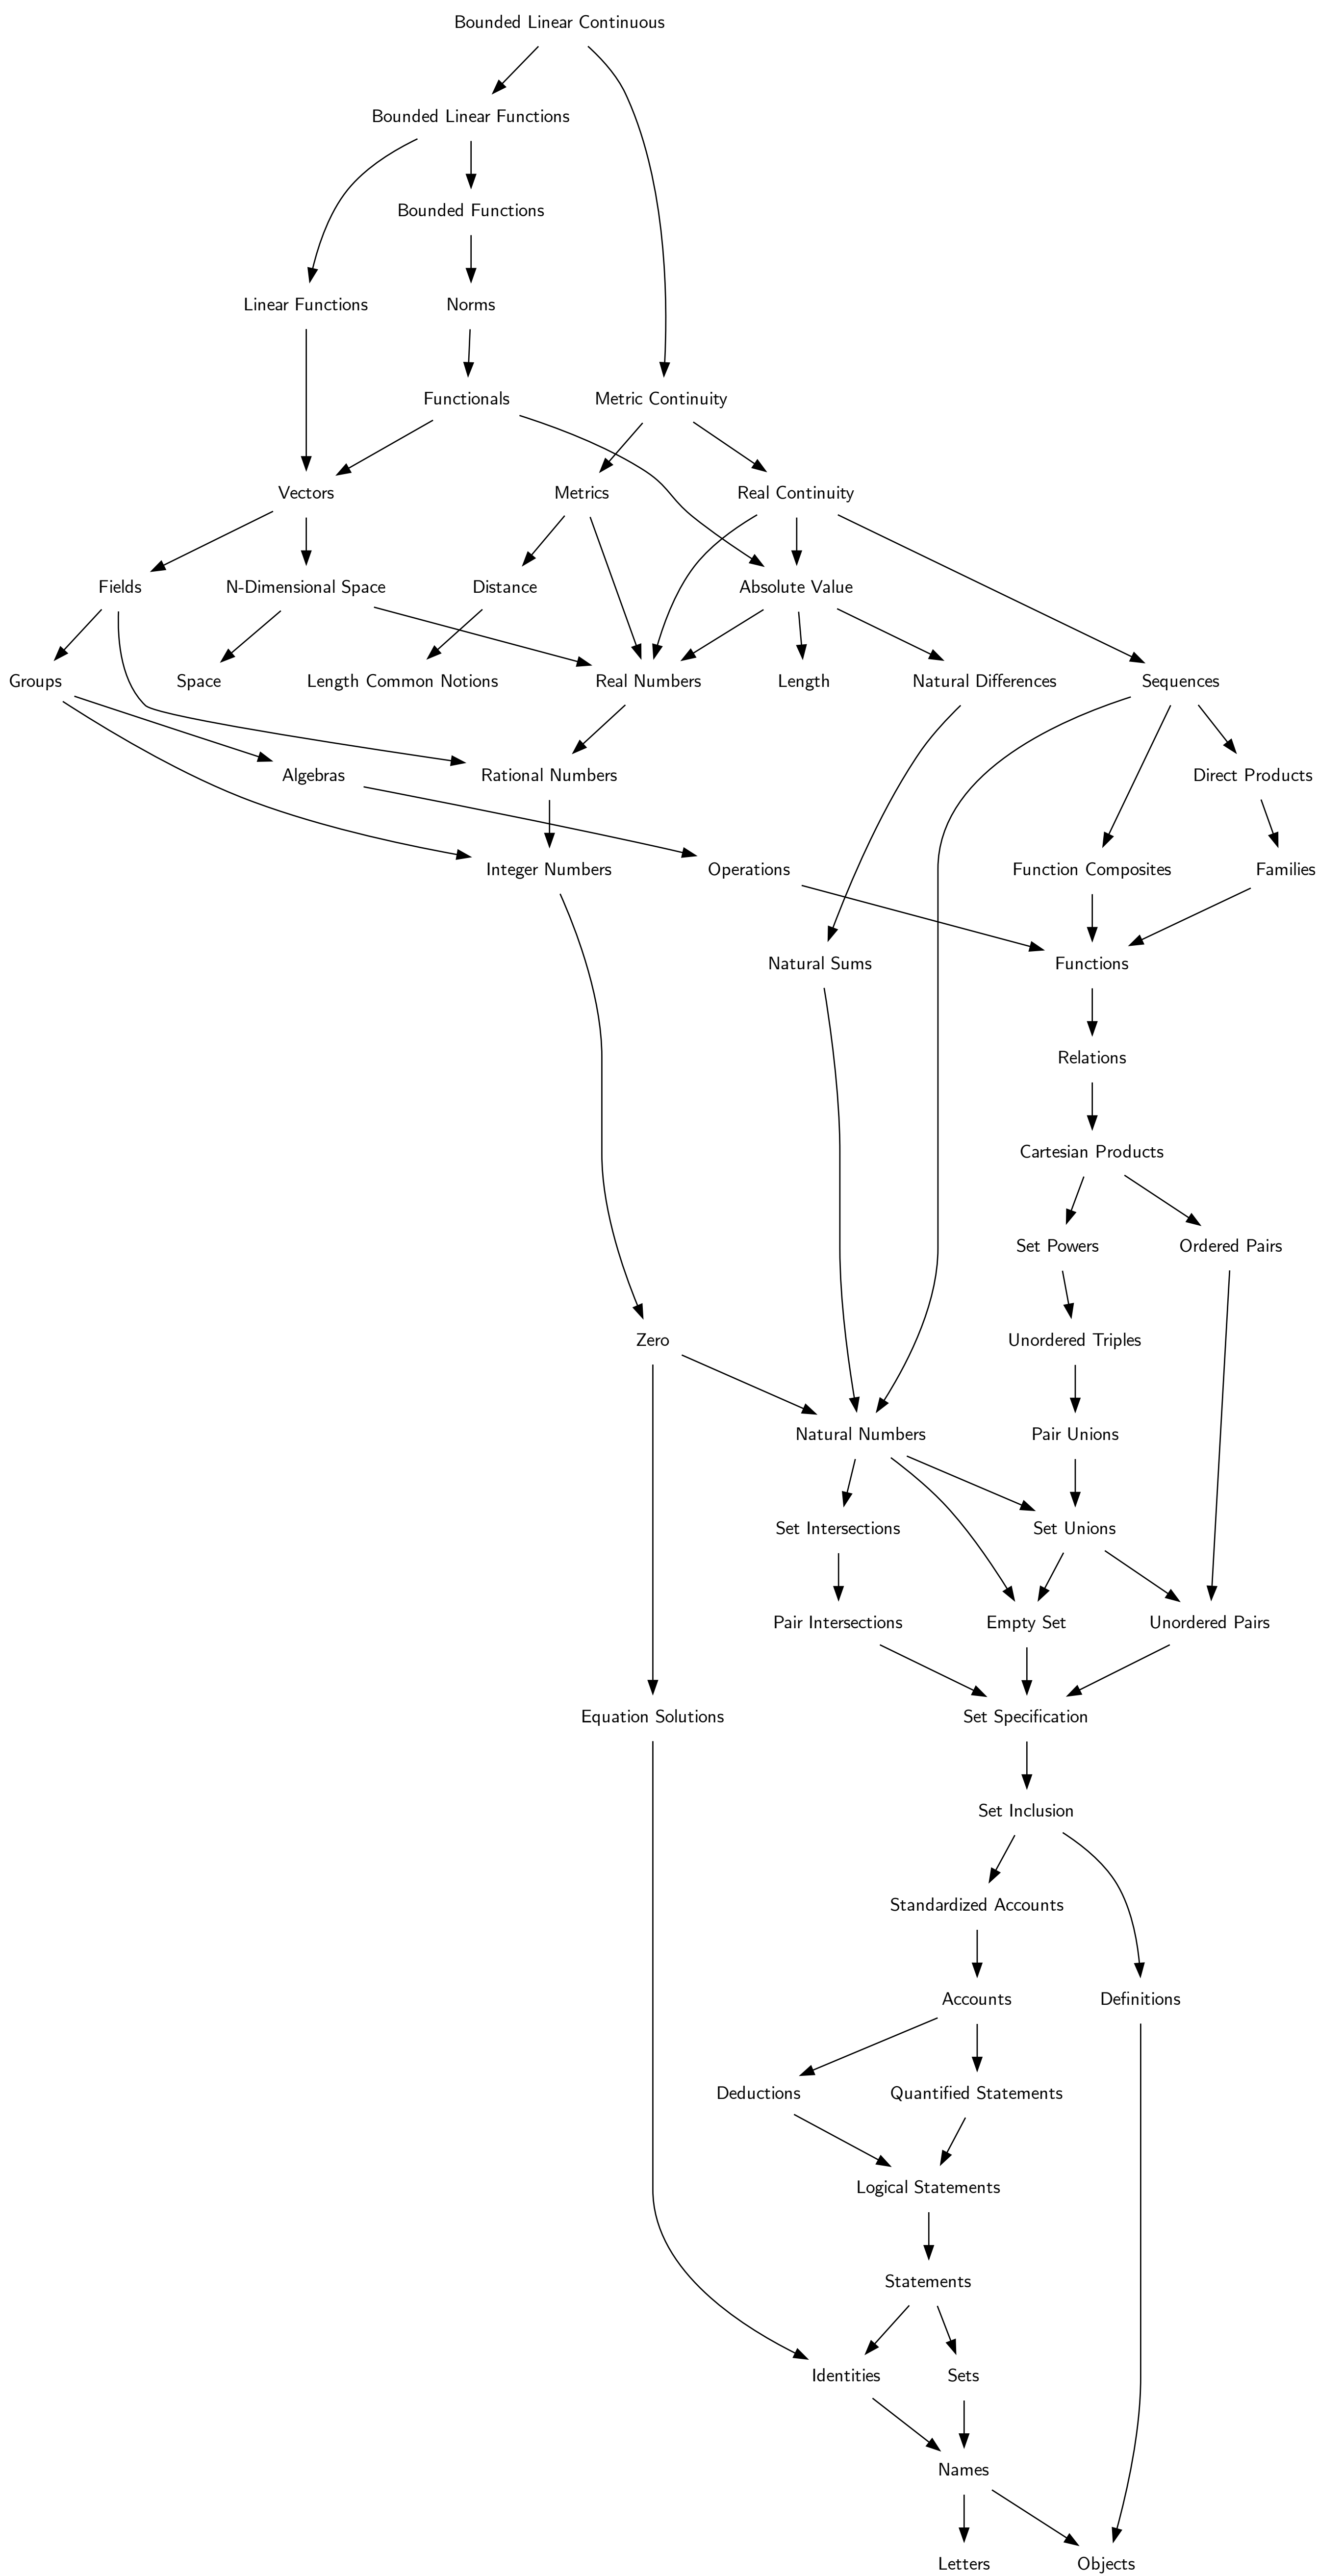 Bounded Linear Continuous
Bounded Linear Functions
Bounded Functions
Linear Functions
Norms
Functionals
Metric Continuity
Vectors
Metrics
Real Continuity
Fields
N-Dimensional Space
Distance
Absolute Value
Groups
Space
Length Common Notions
Real Numbers
Length
Natural Differences
Sequences
Algebras
Rational Numbers
Direct Products
Integer Numbers
Operations
Function Composites
Families
Natural Sums
Functions
Relations
Cartesian Products
Set Powers
Ordered Pairs
Zero
Unordered Triples
Natural Numbers
Pair Unions
Set Intersections
Set Unions
Pair Intersections
Empty Set
Unordered Pairs
Equation Solutions
Set Specification
Set Inclusion
Standardized Accounts
Accounts
Definitions
Deductions
Quantified Statements
Logical Statements
Statements
Identities
Sets
Names
Letters
Objects